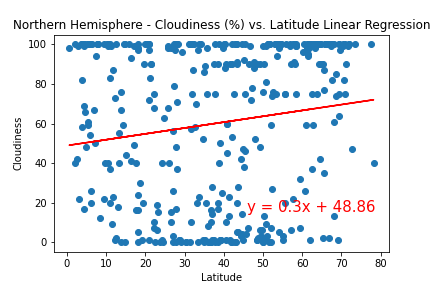 Northern Hemisphere - Cloudiness (%) vs. Latitude Linear Regression
100
80
60
40
20
0
Cloudiness
y = 0.3x + 48.86
0 10 20 30 40 50 60 70 80
Latitude